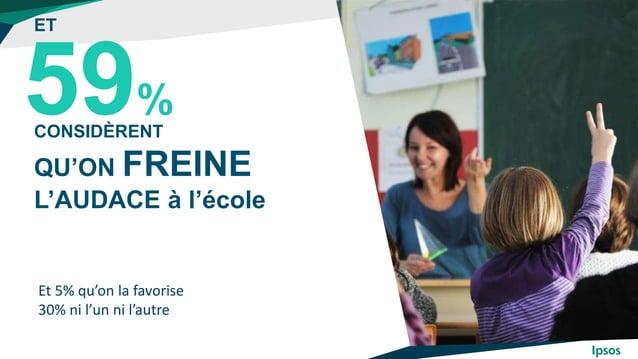 ET
59%
CONSIDÈRENT
QU’ON FREINE
L’AUDACE à l’école
Et 5% qu’on la favorise
30% ni l’un ni l’autre
Ipsos